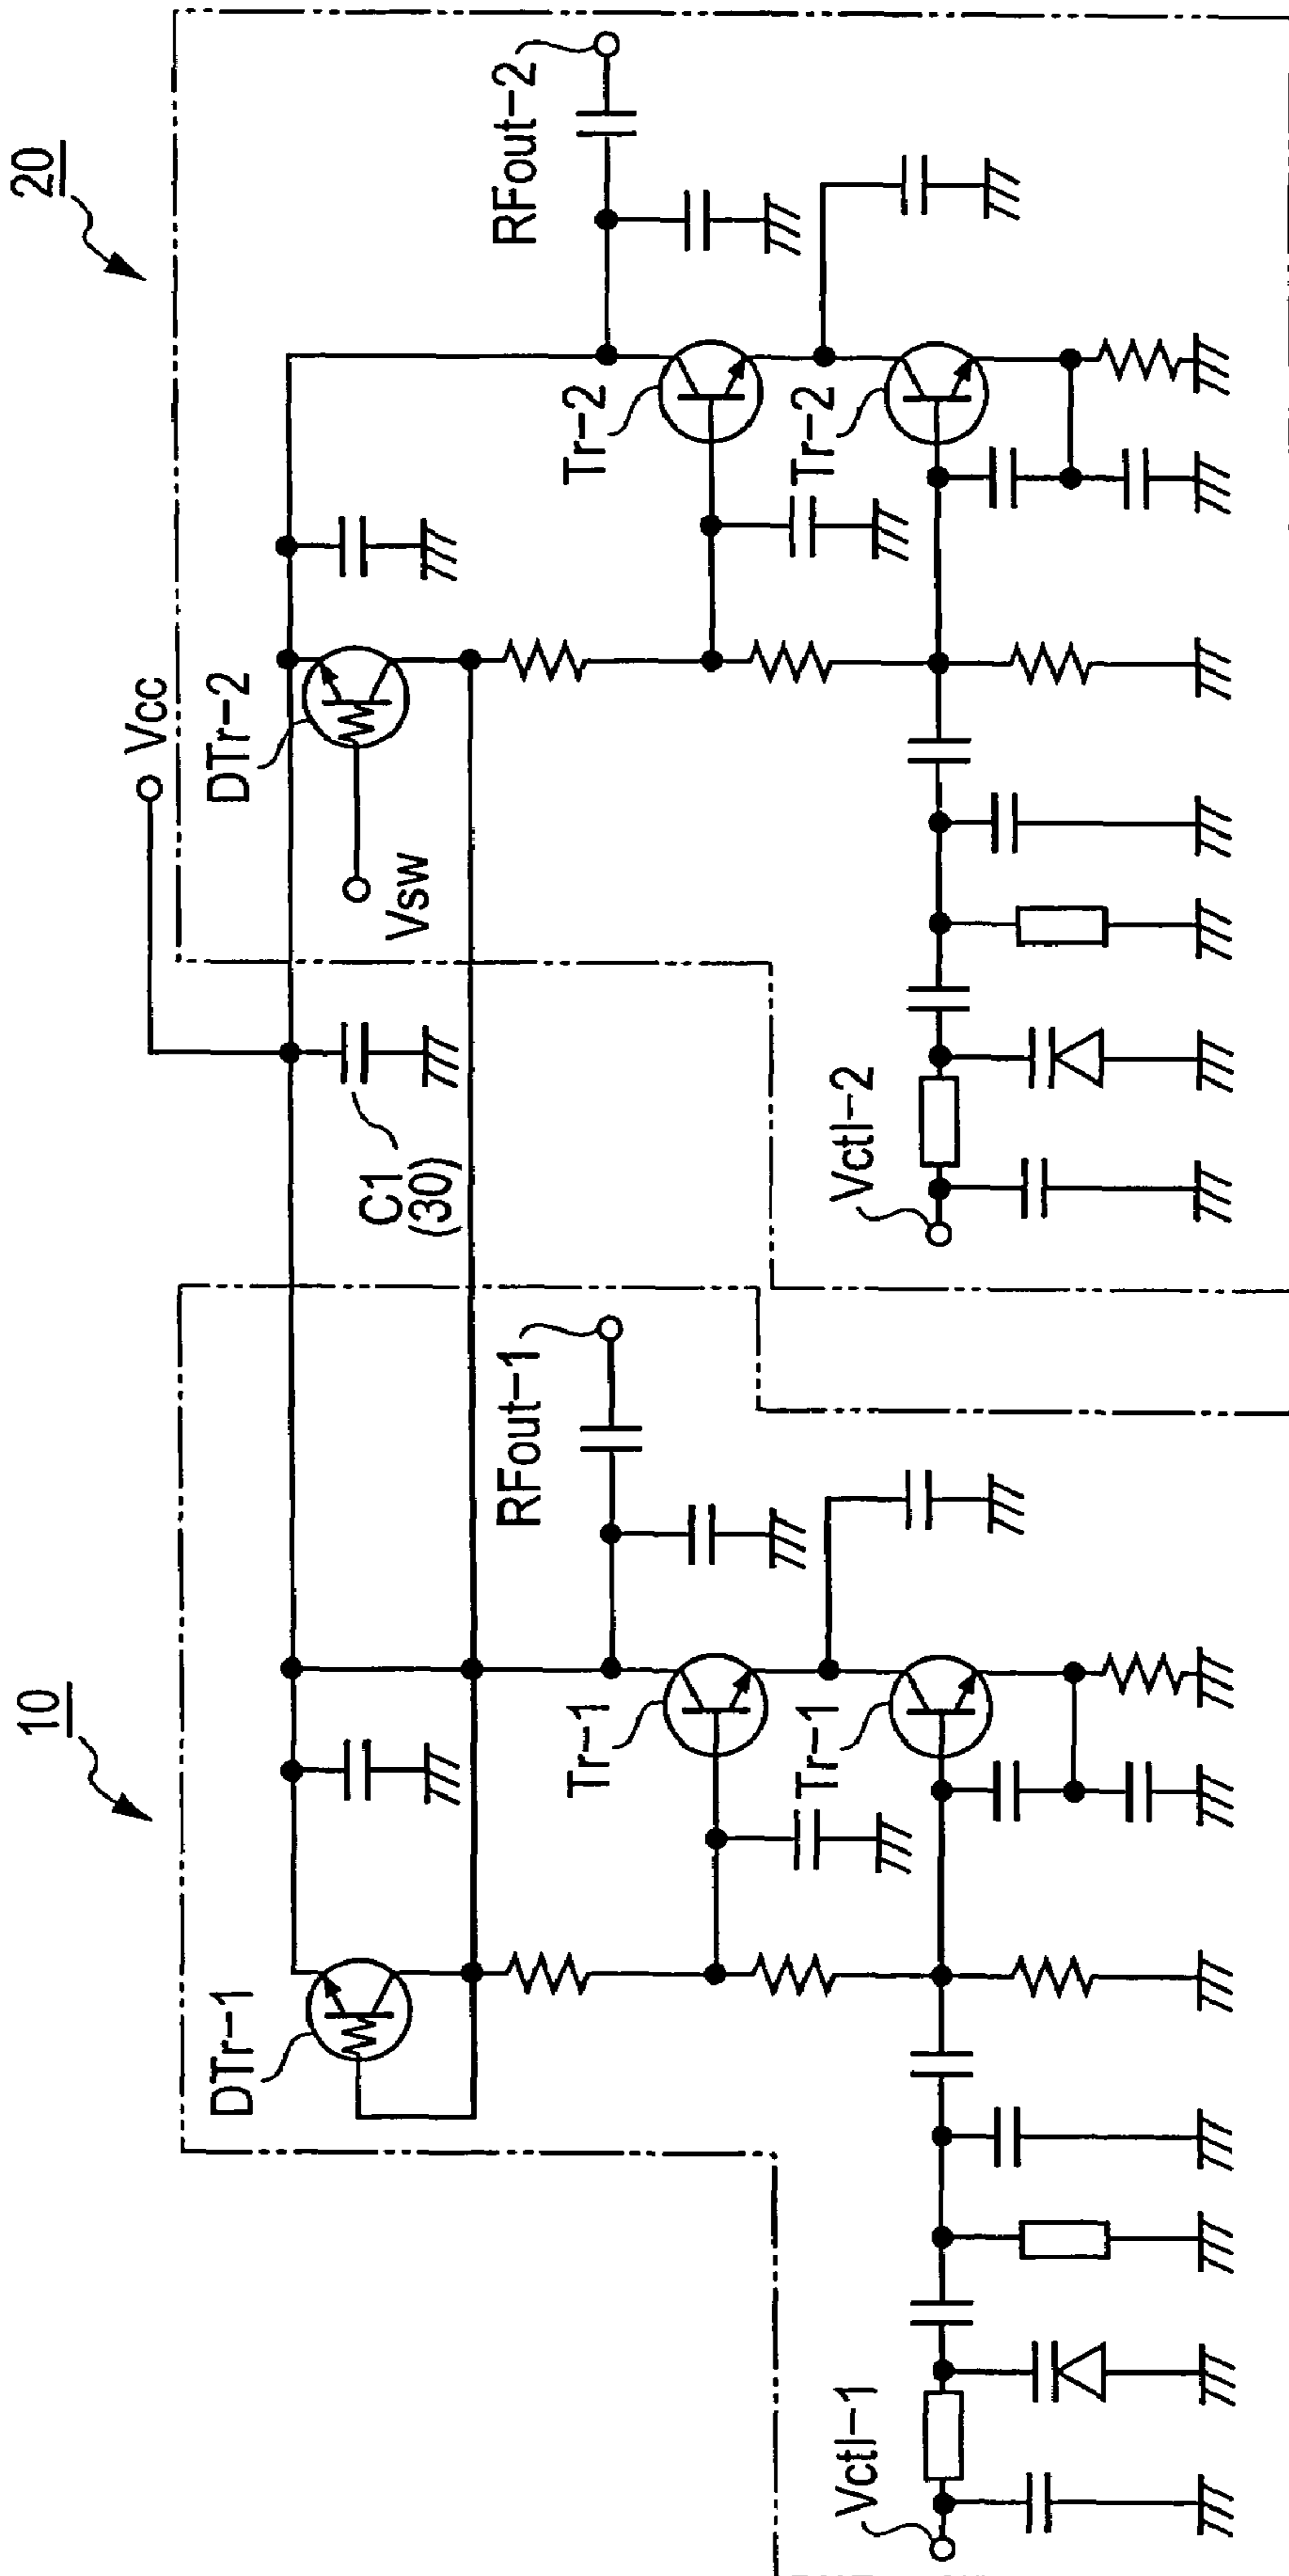 10
20
Vcc
DTr-1
DTr-2
Vsw
C1
(30)
RFout-1
RFout-2
Tr-1
Tr-2
Tr-1
Tr-2
Vctl-1
Vctl-2